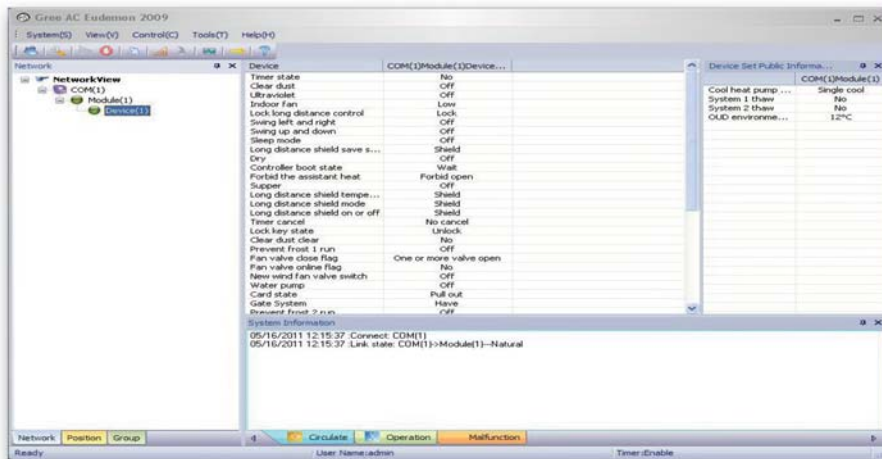 Gree AC Eudemon 2009
System(S) View(V) Control(C) Tools(T) Help(H)
Network
NetworkView
COM(1)
Module(1)
Device(1)
Device COM(1)Module(1)Device...
Timer state No
Clear dust Off
Ultraviolet Off
Indoor fan Low
Lock long distance control Lock
Swing left and right Off
Swing up and down Off
Sleep mode Off
Long distance shield save s... Shield
Dry Off
Controller boot state Wait
Forbid the assistant heat Forbid open
Supper Off
Long distance shield tempe... Shield
Long distance shield mode Shield
Long distance shield on or off Shield
Timer cancel No cancel
Lock key state Unlock
Clear dust clear No
Prevent frost 1 run Off
Fan valve close flag One or more valve open
Fan valve online flag No
New wind fan valve switch Off
Water pump Off
Card state Pull out
Gate System Have
Prevent frost 2 run Off
Device Set Public Informa...
COM(1)Module(1)
Cool heat pump ... Single cool
System 1 thaw No
System 2 thaw No
OUD environme... 12°C
System Information
05/16/2011 12:15:37 :Connect: COM(1)
05/16/2011 12:15:37 :Link state: COM(1)->Module(1)--Natural
Network Position Group
Circulate Operation Malfunction
Ready User Name:admin Timer:Enable